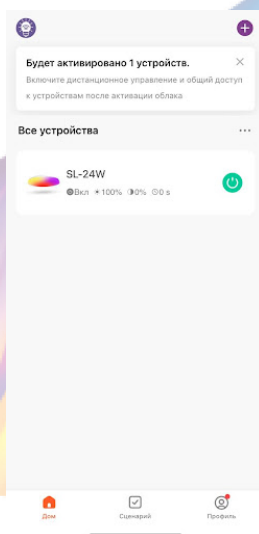 Будет активировано 1 устройств.
Включите дистанционное управление и общий доступ
к устройствам после активации облака
Все устройства
SL-24W
Вкл 100% 0% 0 s
Дом Сценарий Профиль